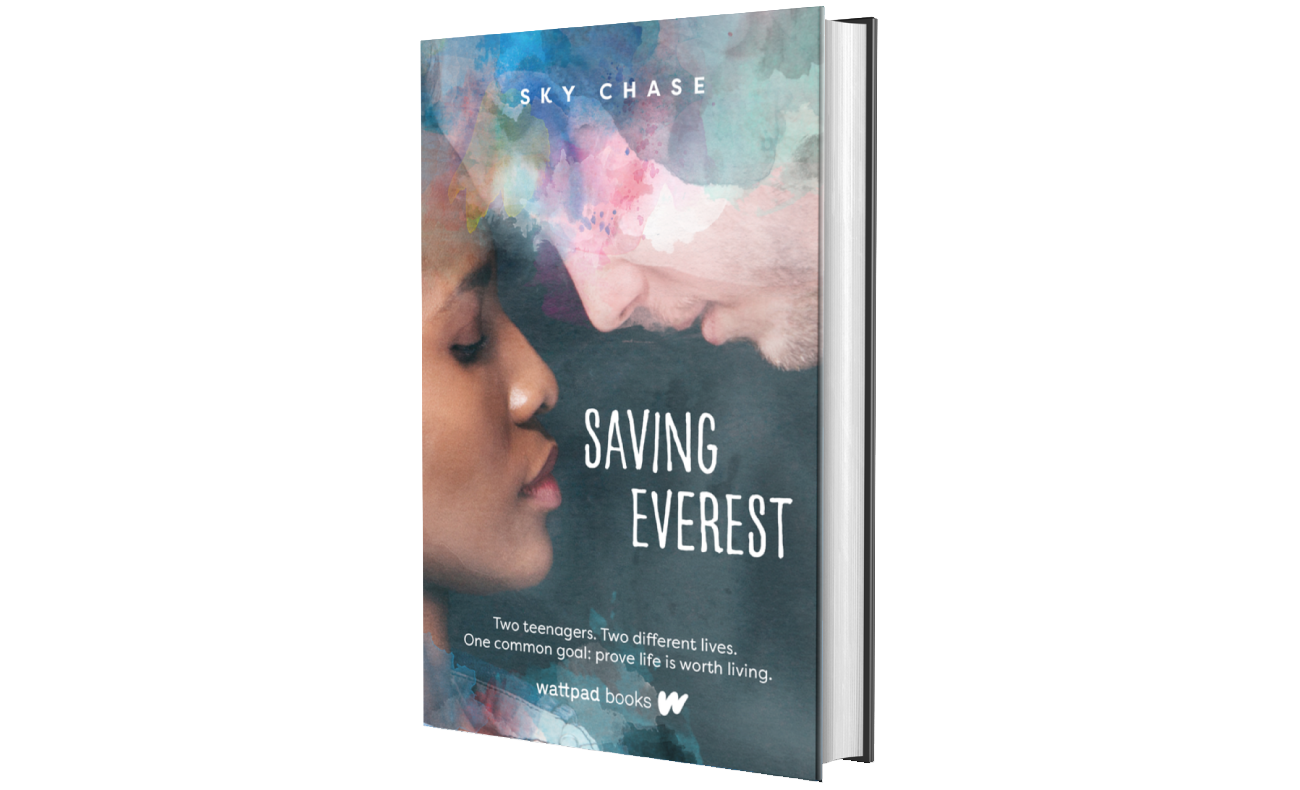 SKY CHASE
SAVING
EVEREST
Two teenagers. Two different lives.
One common goal: prove life is worth living.
wattpad books W